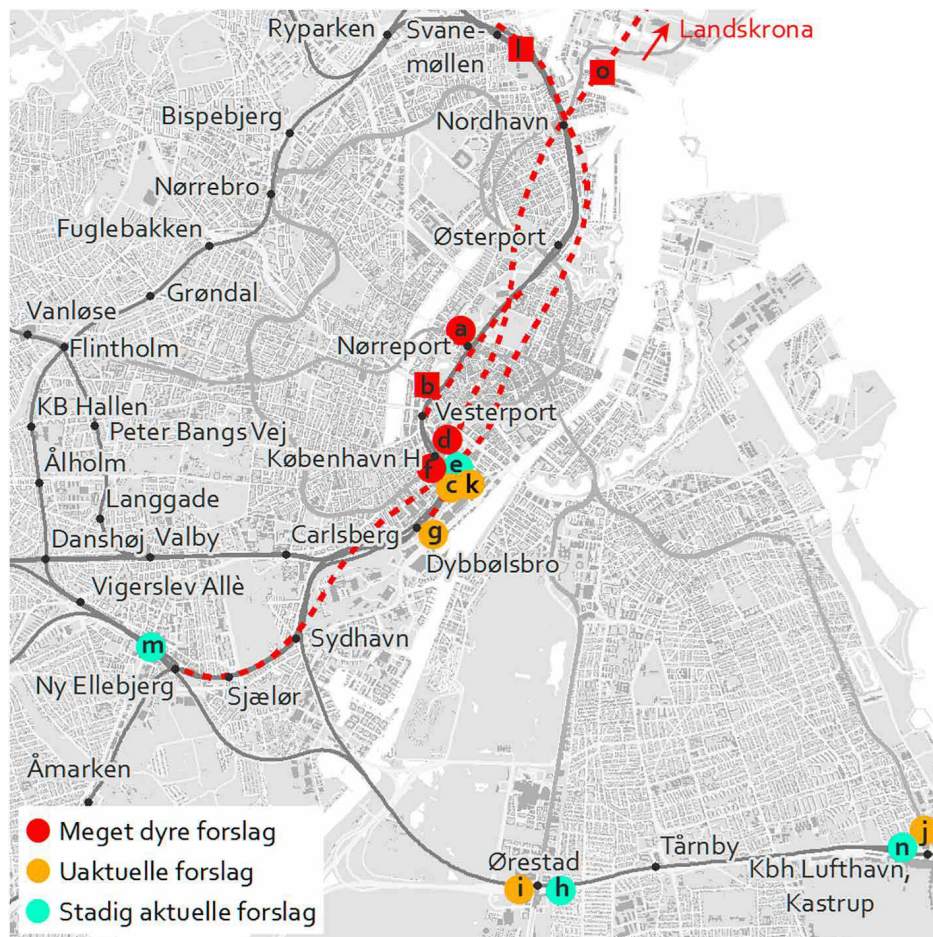 Ryparken
Svane-
møllen
l
o
Landskrona
Nordhavn
Bispebjerg
Nørrebro
Fuglebakken
Østerport
Grøndal
Vanløse
Flintholm
a
Nørreport
b
Vesterport
KB Hallen
Peter Bangs Vej
d
København H
e
f
c k
Ålholm
Langgade
g
Carlsberg
Danshøj
Valby
Dybbølsbro
Vigerslev Allè
m
Sydhavn
Ny Ellebjerg
Sjælør
Åmarken
Meget dyre forslag
Uaktuelle forslag
Stadig aktuelle forslag
Ørestad
i
h
Tårnby
j
n
Kbh Lufthavn,
Kastrup